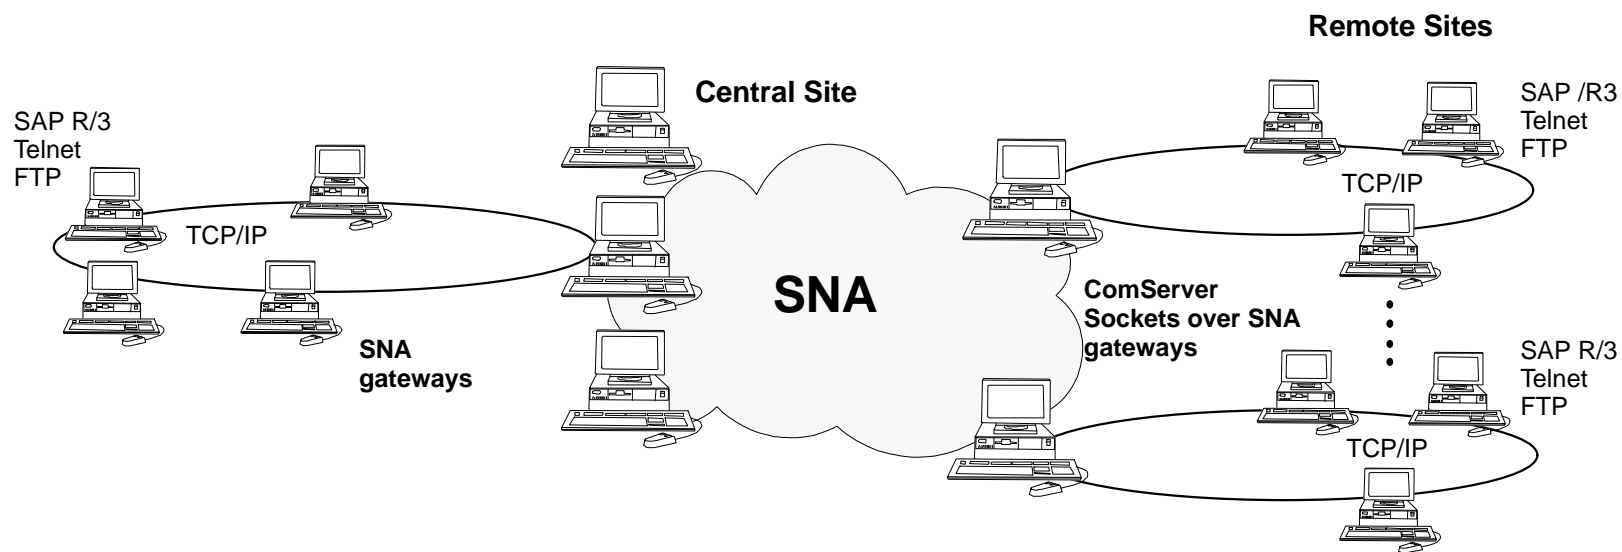 Remote Sites
Central Site
SAP R/3
Telnet
FTP
TCP/IP
SNA
gateways
SNA
ComServer
Sockets over SNA
gateways
SAP /R3
Telnet
FTP
TCP/IP
SAP R/3
Telnet
FTP
TCP/IP